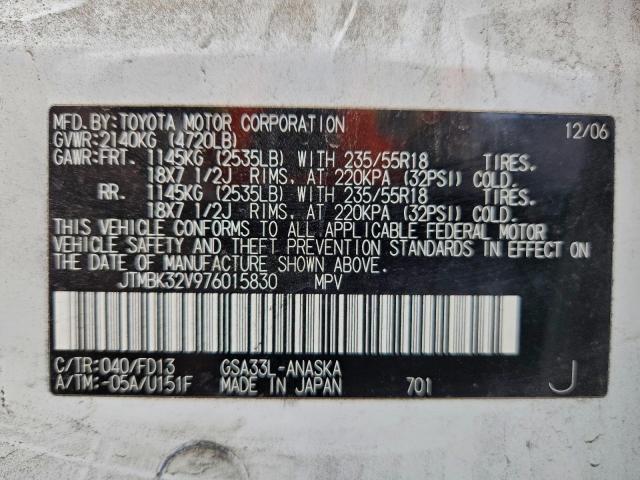 MFD.BY:TOYOTA MOTOR CORPORATION 12/06
GVWR:2140KG (4720LB)
GAWR:FRT. 1145KG (2535LB) WITH 235/55R18 TIRES.
18X7 1/2J RIMS, AT 220KPA (32PSI) COLD.
RR. 1145KG (2535LB) WITH 235/55R18 TIRES.
18X7 1/2J RIMS, AT 220KPA (32PSI) COLD.
THIS VEHICLE CONFORMS TO ALL APPLICABLE FEDERAL MOTOR
VEHICLE SAFETY AND THEFT PREVENTION STANDARDS IN EFFECT ON
THE DATE OF MANUFACTURE SHOWN ABOVE.
JTMBK32V976015830 MPV
C/TR:040/FD13 GSA33L-ANASKA
A/TM:-05A/U151F MADE IN JAPAN 701 J